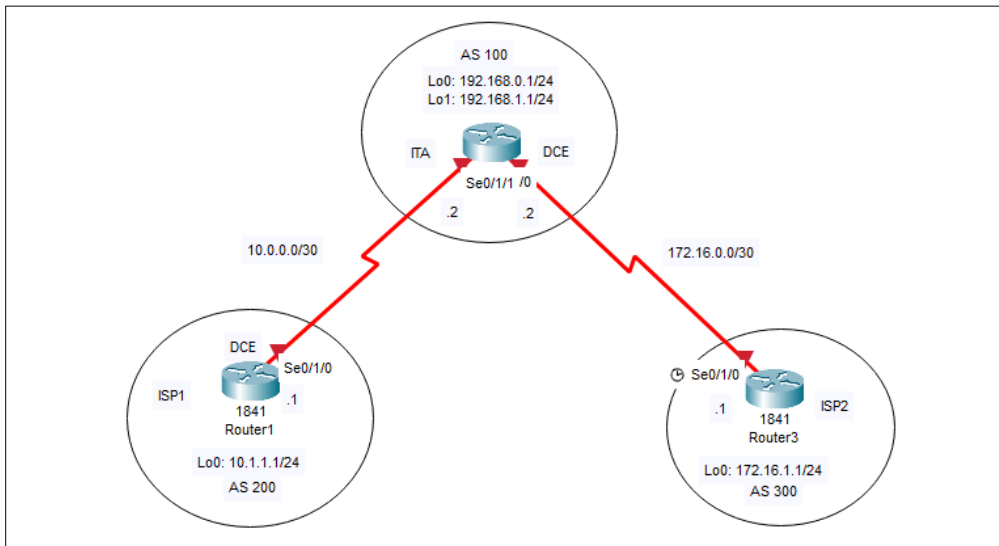 AS 100
Lo0: 192.168.0.1/24
Lo1: 192.168.1.1/24
ITA
DCE
Se0/1/1 /0
.2
.2
10.0.0.0/30
172.16.0.0/30
DCE
Se0/1/0
ISP1
.1
1841
Router1
Lo0: 10.1.1.1/24
AS 200
Se0/1/0
.1
ISP2
1841
Router3
Lo0: 172.16.1.1/24
AS 300